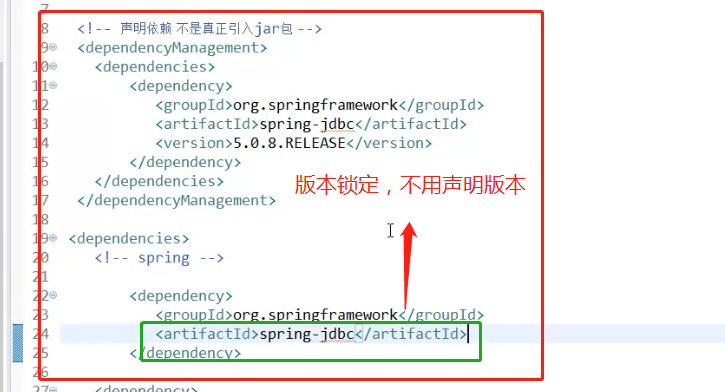 7
8 <!-- 声明依赖 不是真正引入jar包 -->
9 <dependencyManagement>
10 <dependencies>
11 <dependency>
12 <groupId>org.springframework</groupId>
13 <artifactId>spring-jdbc</artifactId>
14 <version>5.0.8.RELEASE</version>
15 </dependency>
16 </dependencies>
17 </dependencyManagement>
版本锁定，不用声明版本
18
19 <dependencies>
20 <!-- spring -->
21
22 <dependency>
23 <groupId>org.springframework</groupId>
24 <artifactId>spring-jdbc</artifactId>
25 </dependency>
26
27 <dependency>